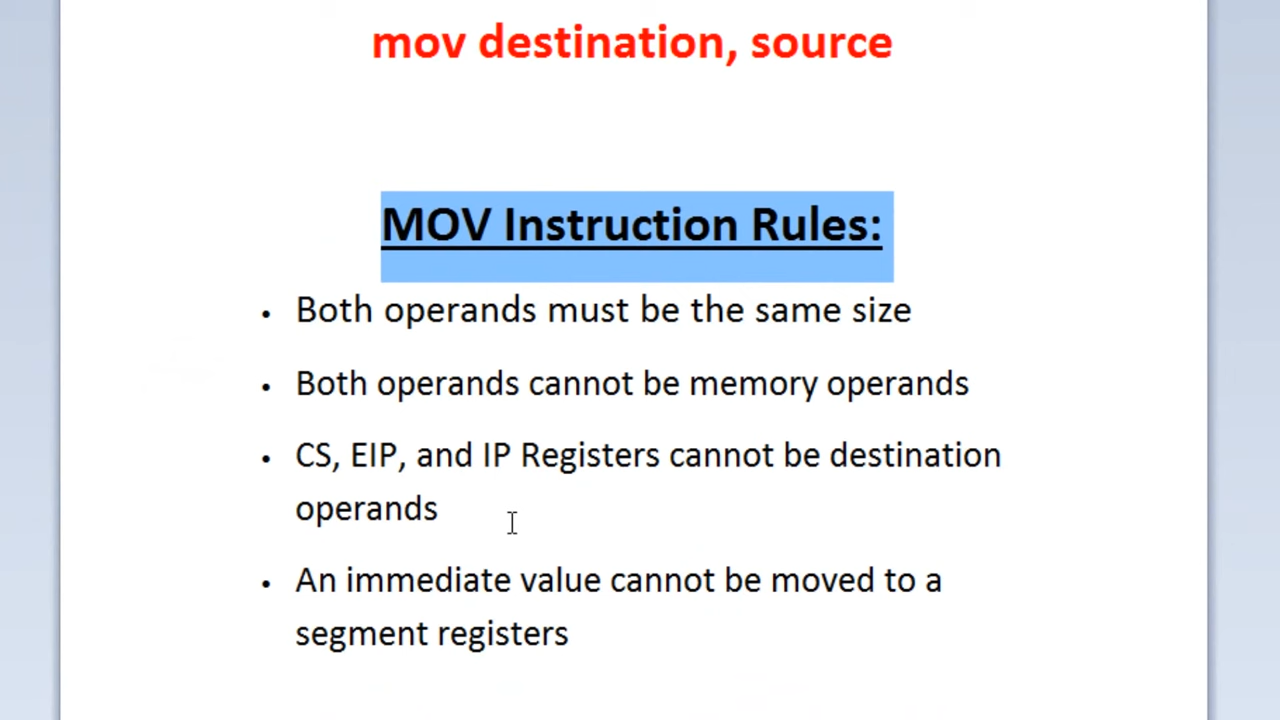 mov destination, source
MOV Instruction Rules:
• Both operands must be the same size
• Both operands cannot be memory operands
• CS, EIP, and IP Registers cannot be destination
operands
• An immediate value cannot be moved to a
segment registers